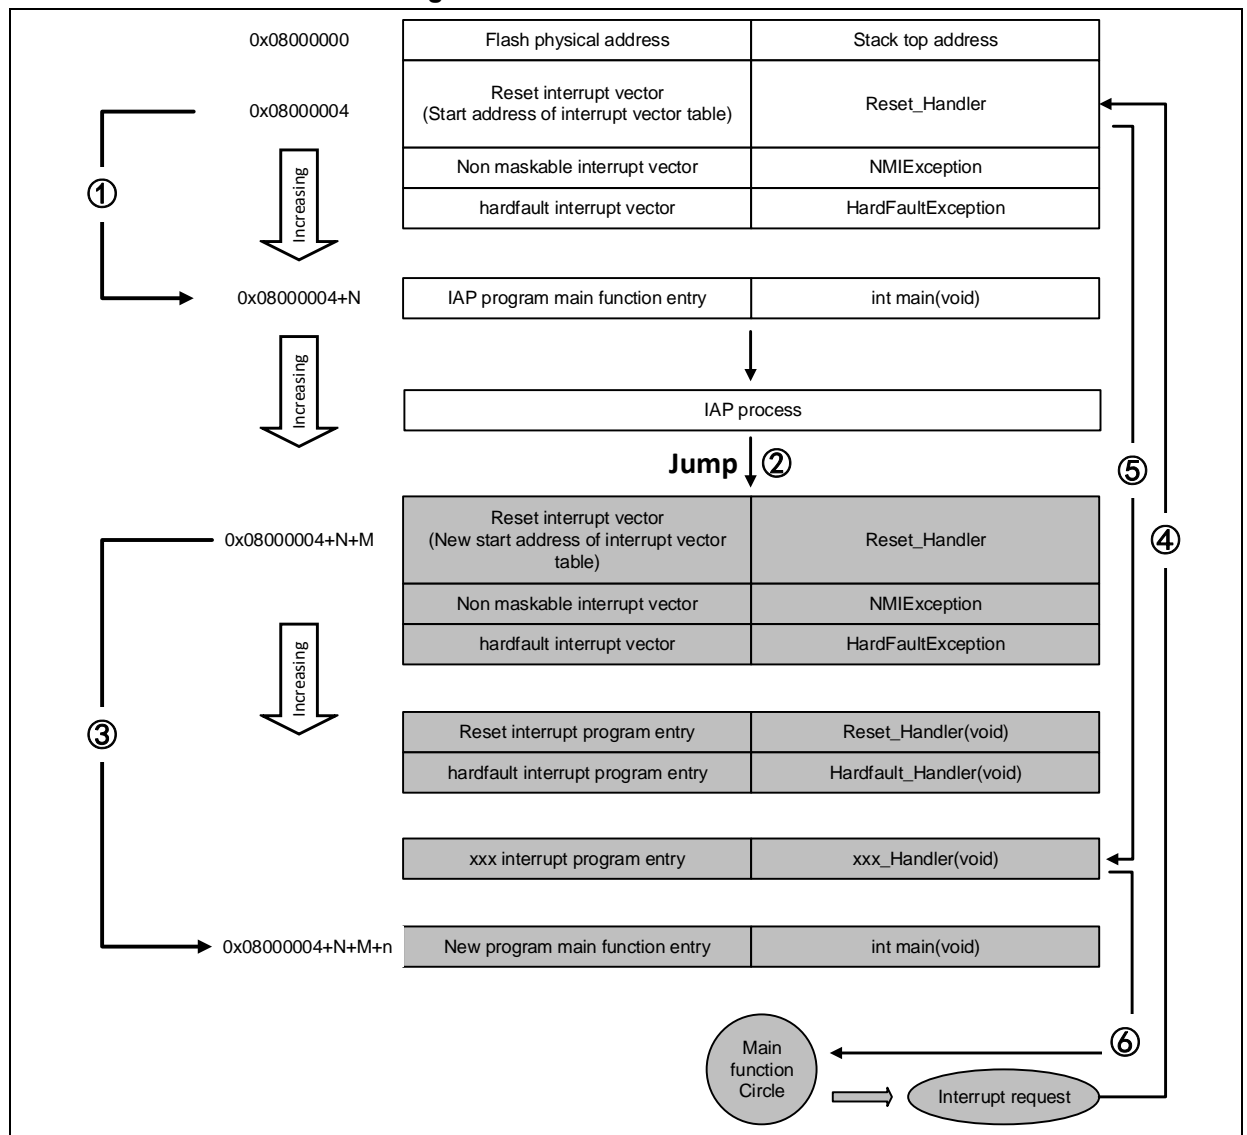 0x08000000 Flash physical address Stack top address
Reset interrupt vector
0x08000004 (Start address of interrupt vector table) Reset_Handler
Non maskable interrupt vector NMIException
① Increasing
hardfault interrupt vector HardFaultException
0x08000004+N IAP program main function entry int main(void)
Increasing
IAP process
Jump ② ⑤
Reset interrupt vector
0x08000004+N+M (New start address of interrupt vector Reset_Handler ④
table)
Non maskable interrupt vector NMIException
hardfault interrupt vector HardFaultException
Increasing
③ Reset interrupt program entry Reset_Handler(void)
hardfault interrupt program entry Hardfault_Handler(void)
xxx interrupt program entry xxx_Handler(void)
0x08000004+N+M+n New program main function entry int main(void)
⑥
Main
function
Circle
Interrupt request